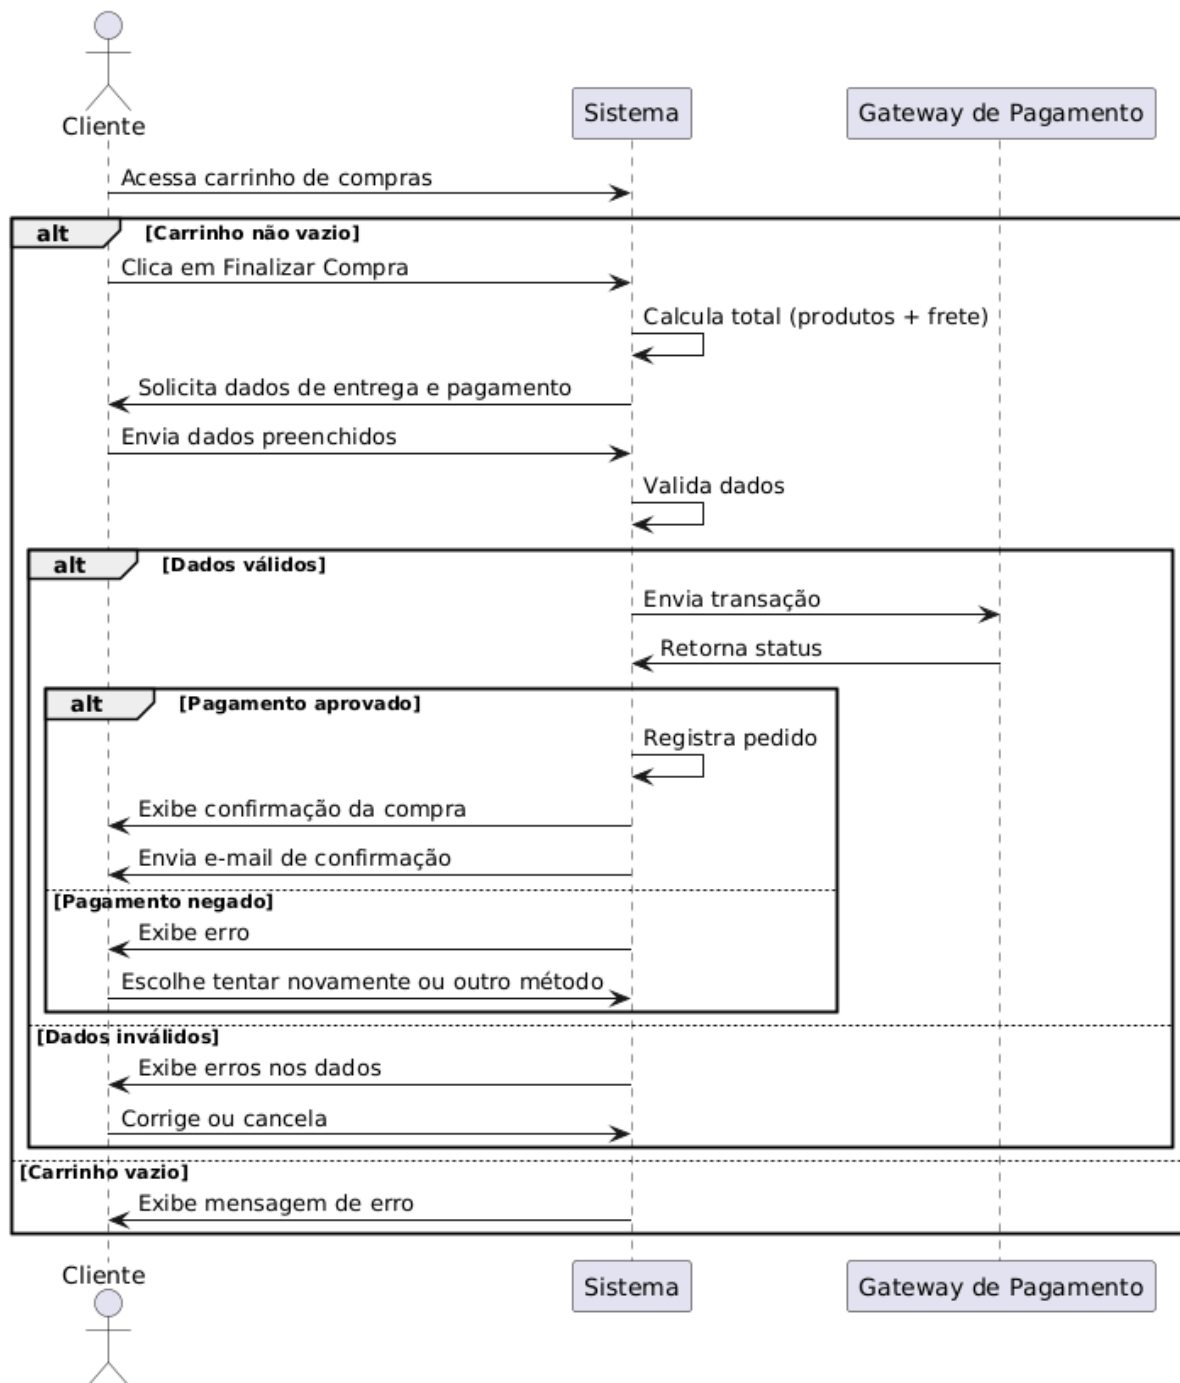 Cliente
Sistema
Gateway de Pagamento
Acessa carrinho de compras
alt
[Carrinho não vazio]
Clica em Finalizar Compra
Calcula total (produtos + frete)
Solicita dados de entrega e pagamento
Envia dados preenchidos
Valida dados
alt
[Dados válidos]
Envia transação
Retorna status
alt
[Pagamento aprovado]
Registra pedido
Exibe confirmação da compra
Envia e-mail de confirmação
[Pagamento negado]
Exibe erro
Escolhe tentar novamente ou outro método
[Dados inválidos]
Exibe erros nos dados
Corrige ou cancela
[Carrinho vazio]
Exibe mensagem de erro
Cliente
Sistema
Gateway de Pagamento